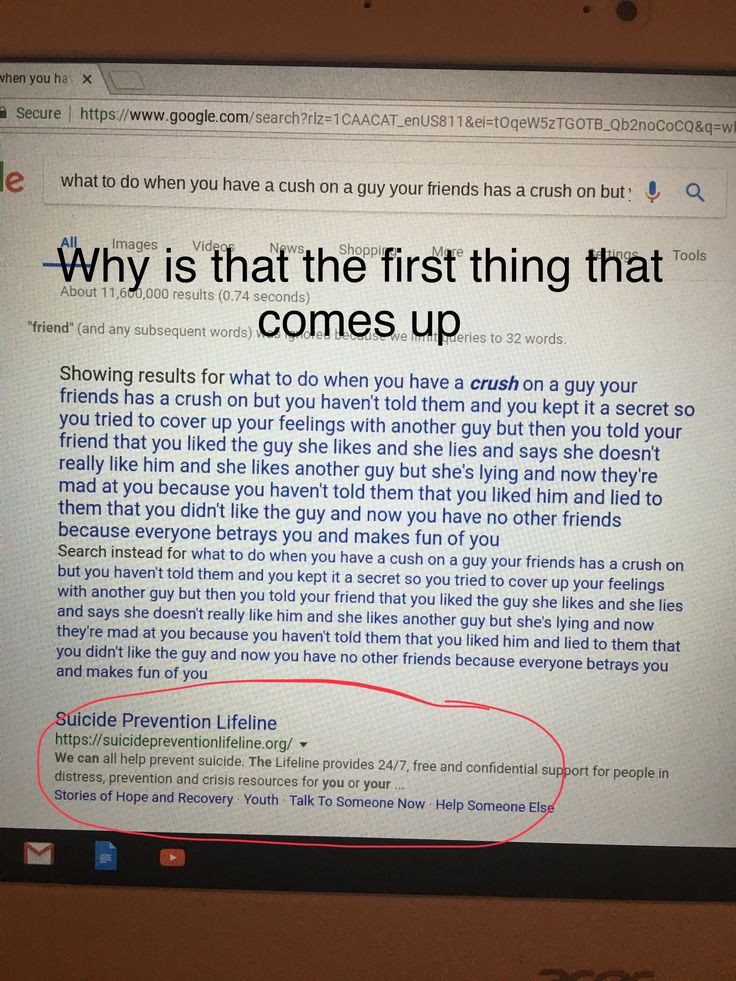 when you ha
Secure | https://www.google.com/search?rlz=1CAACAT_enUS811&ei=tOqeW5zTGOTB_Qb2noCoCQ&q=wh
le
what to do when you have a cush on a guy your friends has a crush on but
All Images Videos News Shopping More Settings Tools
Why is that the first thing that
About 11,600,000 results (0.74 seconds)
comes up
"friend" (and any subsequent words) was ignored because we limit queries to 32 words.
Showing results for what to do when you have a crush on a guy your
friends has a crush on but you haven't told them and you kept it a secret so
you tried to cover up your feelings with another guy but then you told your
friend that you liked the guy she likes and she lies and says she doesn't
really like him and she likes another guy but she's lying and now they're
mad at you because you haven't told them that you liked him and lied to
them that you didn't like the guy and now you have no other friends
because everyone betrays you and makes fun of you
Search instead for what to do when you have a cush on a guy your friends has a crush on
but you haven't told them and you kept it a secret so you tried to cover up your feelings
with another guy but then you told your friend that you liked the guy she likes and she lies
and says she doesn't really like him and she likes another guy but she's lying and now
they're mad at you because you haven't told them that you liked him and lied to them that
you didn't like the guy and now you have no other friends because everyone betrays you
and makes fun of you
Suicide Prevention Lifeline
https://suicidepreventionlifeline.org/
We can all help prevent suicide. The Lifeline provides 24/7, free and confidential support for people in
distress, prevention and crisis resources for you or your ...
Stories of Hope and Recovery · Youth · Talk To Someone Now · Help Someone Else
acer